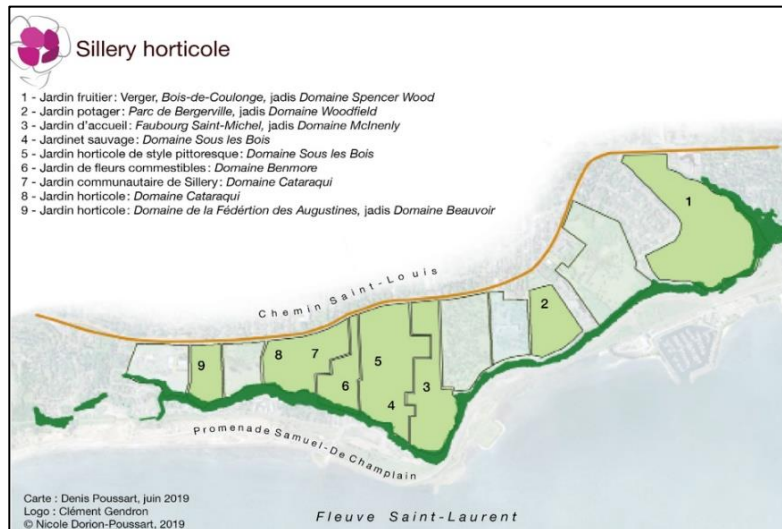 Sillery horticole
1 - Jardin fruitier : Verger, Bois-de-Coulonge, jadis Domaine Spencer Wood
2 - Jardin potager : Parc de Bergerville, jadis Domaine Woodfield
3 - Jardin d'accueil : Faubourg Saint-Michel, jadis Domaine McInenly
4 - Jardinet sauvage : Domaine Sous les Bois
5 - Jardin horticole de style pittoresque : Domaine Sous les Bois
6 - Jardin de fleurs commestibles : Domaine Benmore
7 - Jardin communautaire de Sillery : Domaine Cataraqui
8 - Jardin horticole : Domaine Cataraqui
9 - Jardin horticole : Domaine de la Fédértion des Augustines, jadis Domaine Beauvoir
1
Chemin Saint-Louis
2
9
8
7
5
6
3
4
Promenade Samuel-De Champlain
Carte : Denis Poussart, juin 2019
Logo : Clément Gendron
© Nicole Dorion-Poussart, 2019
Fleuve Saint-Laurent